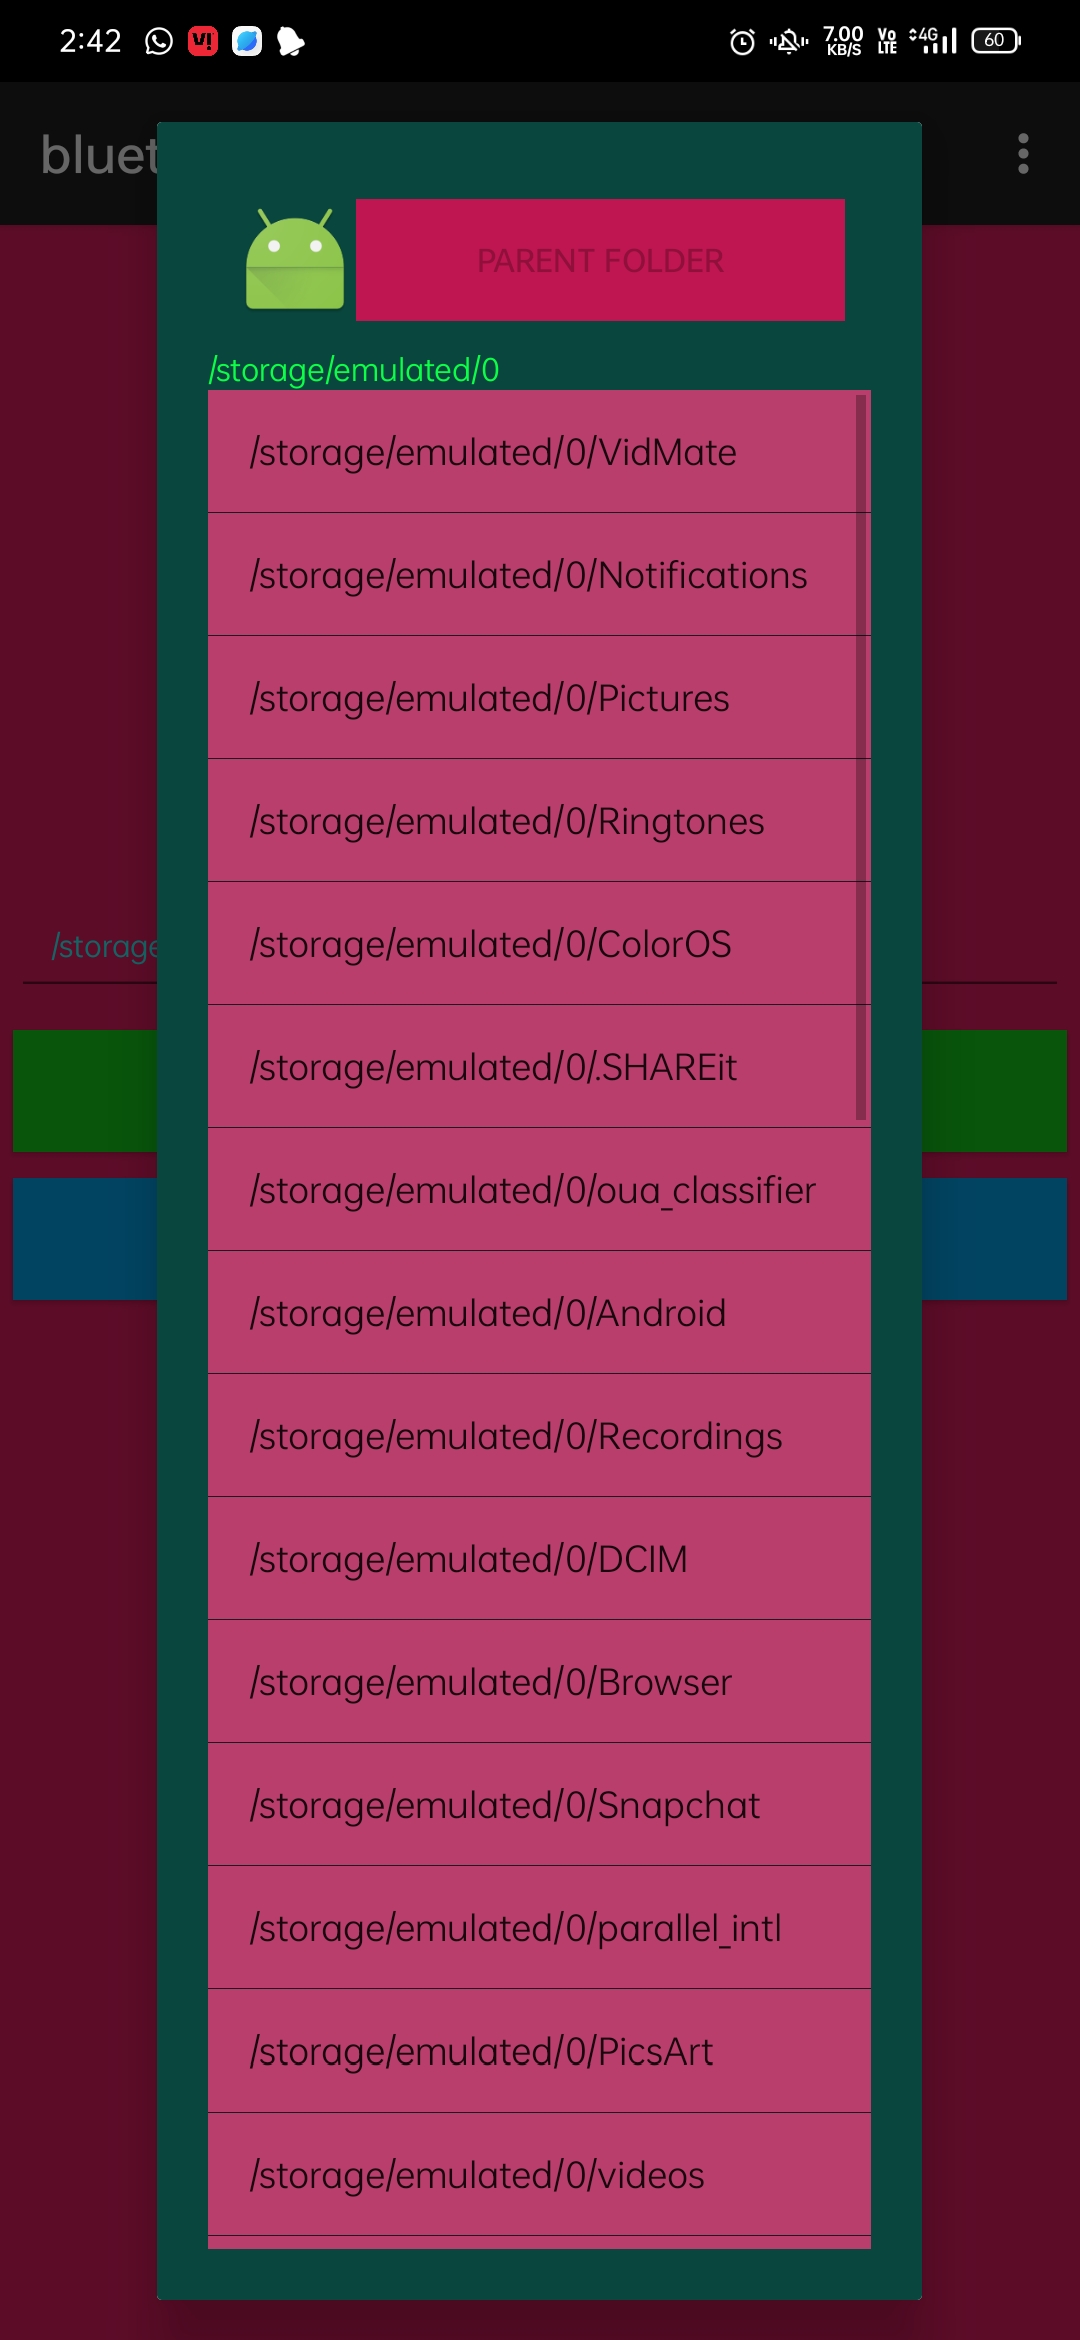 2:42
7.00
KB/S
Vo
LTE
4G
60
bluet
PARENT FOLDER
/storage/emulated/0
/storage/emulated/0/VidMate
/storage/emulated/0/Notifications
/storage/emulated/0/Pictures
/storage/emulated/0/Ringtones
/storage
/storage/emulated/0/ColorOS
/storage/emulated/0/.SHAREit
/storage/emulated/0/oua_classifier
/storage/emulated/0/Android
/storage/emulated/0/Recordings
/storage/emulated/0/DCIM
/storage/emulated/0/Browser
/storage/emulated/0/Snapchat
/storage/emulated/0/parallel_intl
/storage/emulated/0/PicsArt
/storage/emulated/0/videos